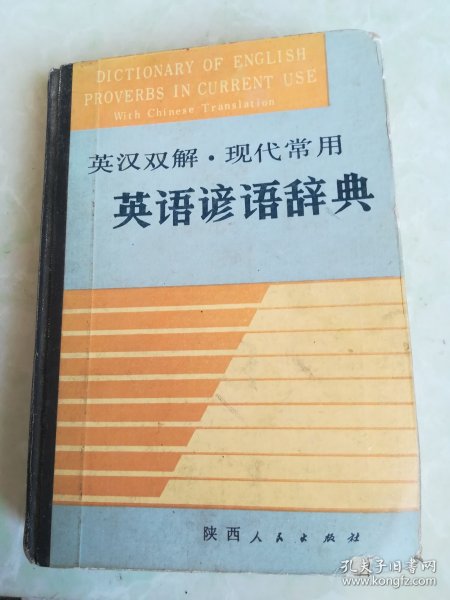 DICTIONARY OF ENGLISH
PROVERBS IN CURRENT USE
With Chinese Translation
英汉双解·现代常用
英语谚语辞典
陕西人民出版社
孔夫子旧书网
www.kongfz.com